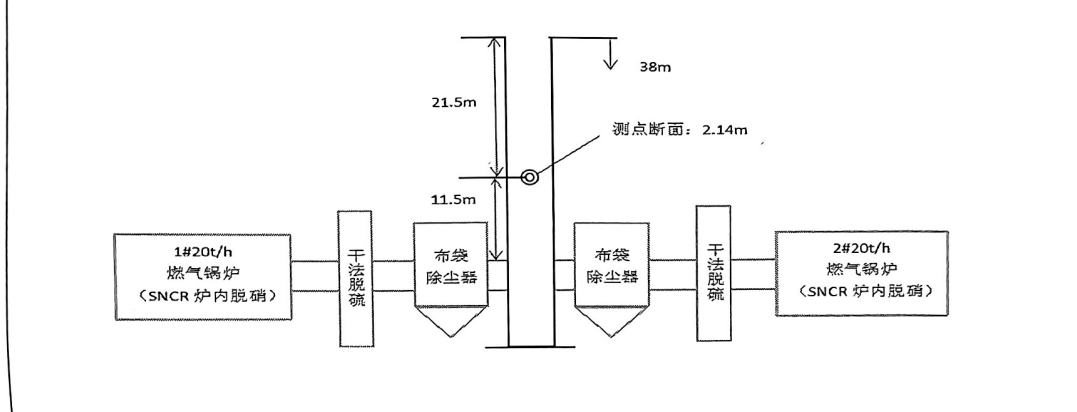 38m
21.5m
测点断面：2.14m
11.5m
1#20t/h
燃气锅炉
（SNCR 炉内脱硝）
干法脱硫
布袋
除尘器
布袋
除尘器
干法脱硫
2#20t/h
燃气锅炉
（SNCR 炉内脱硝）